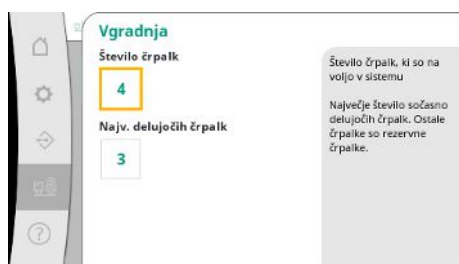 Vgradnja
Število črpalk
4
Najv. delujočih črpalk
3
Število črpalk, ki so na
voljo v sistemu
Največje število sočasno
delujočih črpalk. Ostale
črpalke so rezervne
črpalke.